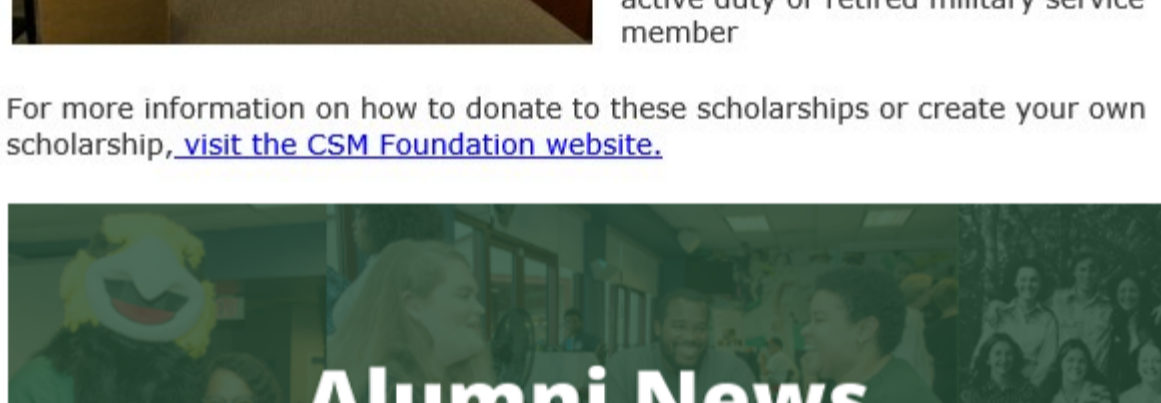 active duty or retired military service
member
For more information on how to donate to these scholarships or create your own
scholarship, visit the CSM Foundation website.
Alumni News